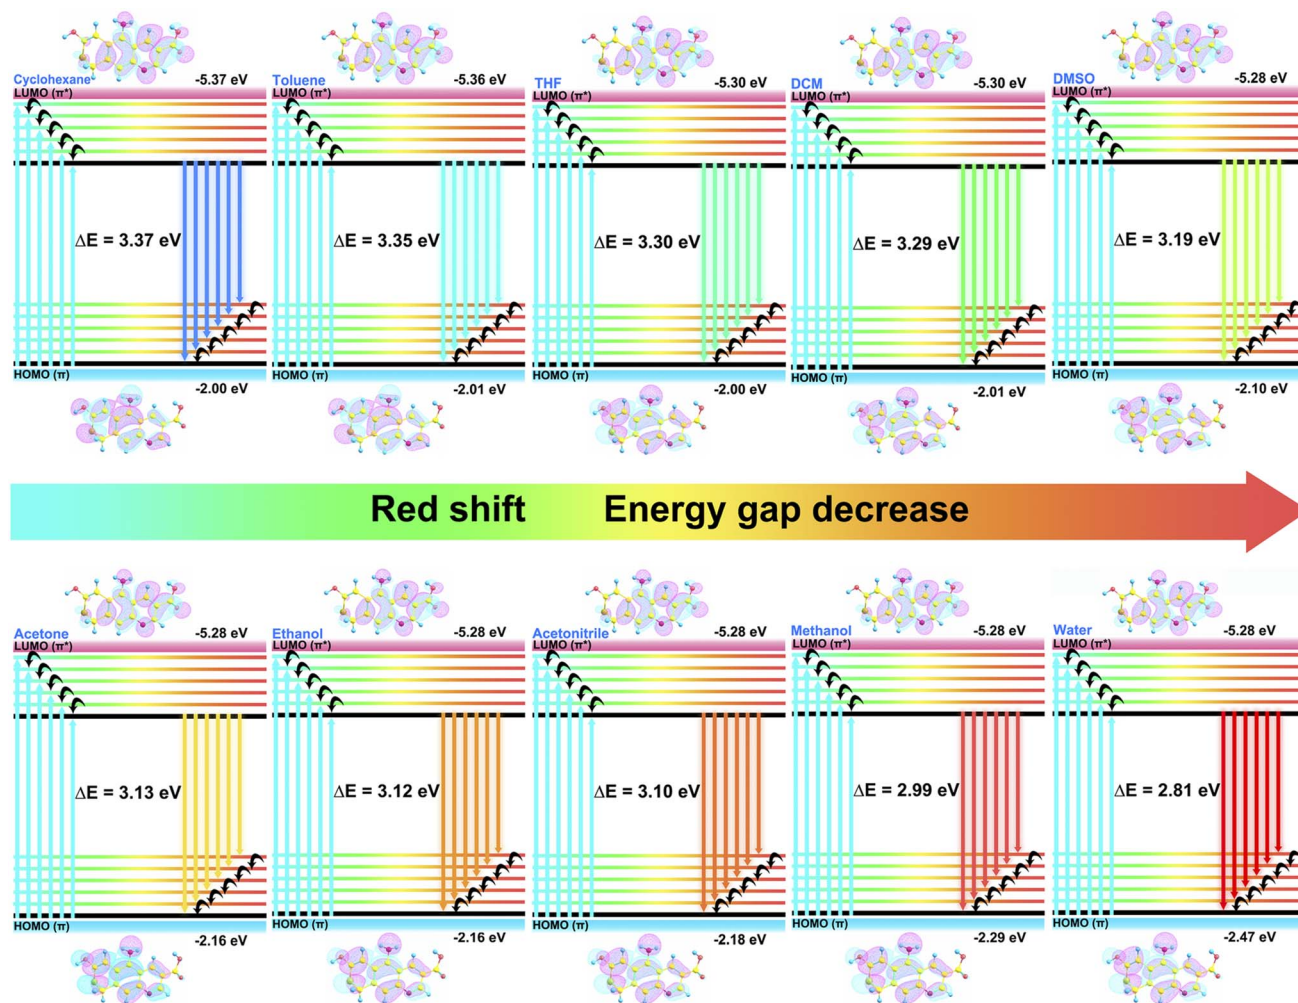 Cyclohexane
-5.37 eV
LUMO (π*)
ΔE = 3.37 eV
HOMO (π)
-2.00 eV
Toluene
-5.36 eV
LUMO (π*)
ΔE = 3.35 eV
HOMO (π)
-2.01 eV
THF
-5.30 eV
LUMO (π*)
ΔE = 3.30 eV
HOMO (π)
-2.00 eV
DCM
-5.30 eV
LUMO (π*)
ΔE = 3.29 eV
HOMO (π)
-2.01 eV
DMSO
-5.28 eV
LUMO (π*)
ΔE = 3.19 eV
HOMO (π)
-2.10 eV
Red shift Energy gap decrease
Acetone
-5.28 eV
LUMO (π*)
ΔE = 3.13 eV
HOMO (π)
-2.16 eV
Ethanol
-5.28 eV
LUMO (π*)
ΔE = 3.12 eV
HOMO (π)
-2.16 eV
Acetonitrile
-5.28 eV
LUMO (π*)
ΔE = 3.10 eV
HOMO (π)
-2.18 eV
Methanol
-5.28 eV
LUMO (π*)
ΔE = 2.99 eV
HOMO (π)
-2.29 eV
Water
-5.28 eV
LUMO (π*)
ΔE = 2.81 eV
HOMO (π)
-2.47 eV